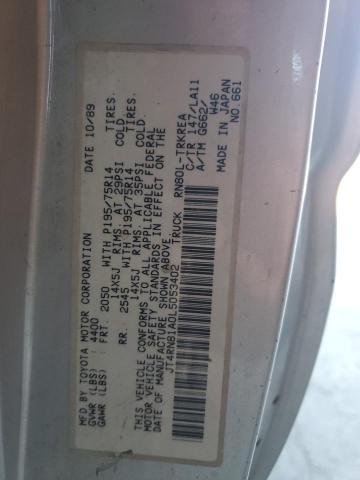 MFD BY TOYOTA MOTOR CORPORATION DATE 10/89
GVWR (LBS) : 4400
GAWR (LBS) : FRT. 2050 WITH P195/75R14 TIRES.
14X5J RIMS. AT 29PSI COLD.
RR. 2545 WITH P195/75R14 TIRES.
14X5J RIMS. AT 35PSI COLD.
THIS VEHICLE CONFORMS TO ALL APPLICABLE FEDERAL
MOTOR VEHICLE SAFETY STANDARDS IN EFFECT ON THE
DATE OF MANUFACTURE SHOWN ABOVE.
JT4RN81A0L5053402 TRUCK RN80L-TRKREA
C/TR 147/LA11
A/TM G662/
W46
MADE IN JAPAN
NO.661